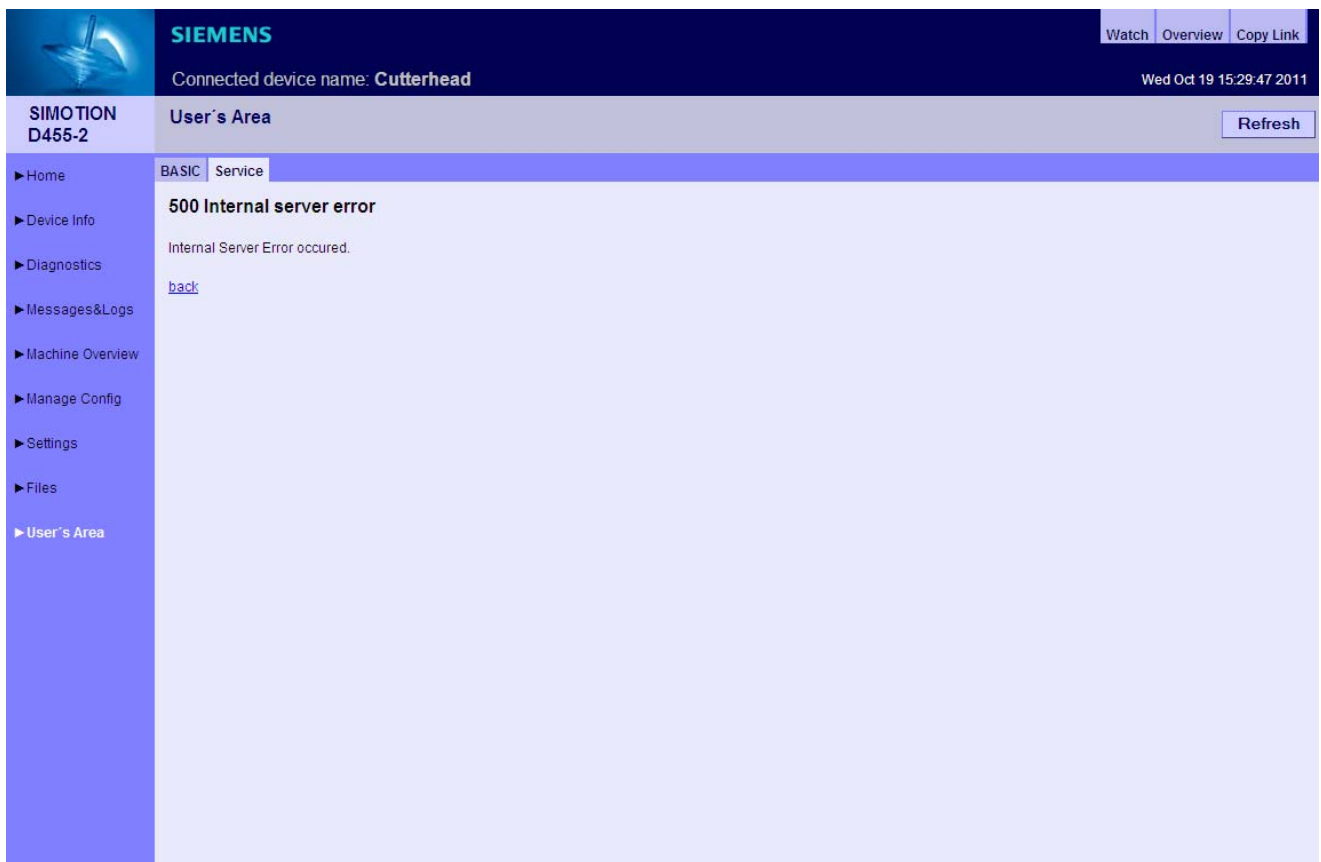 SIEMENS
Watch Overview Copy Link
Connected device name: Cutterhead
Wed Oct 19 15:29:47 2011
SIMOTION
D455-2
User´s Area
Refresh
►Home
►Device Info
►Diagnostics
►Messages&Logs
►Machine Overview
►Manage Config
►Settings
►Files
►User´s Area
BASIC Service
500 Internal server error
Internal Server Error occured.
back